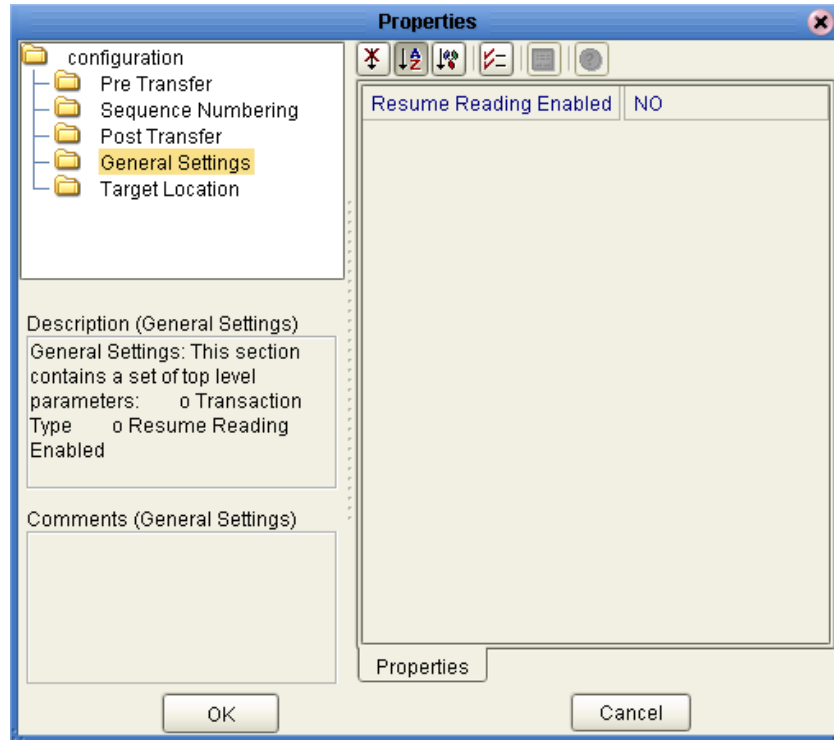 Properties
configuration
Pre Transfer
Sequence Numbering
Post Transfer
General Settings
Target Location
Description (General Settings)
General Settings: This section
contains a set of top level
parameters: o Transaction
Type o Resume Reading
Enabled
Comments (General Settings)
Resume Reading Enabled NO
Properties
OK
Cancel